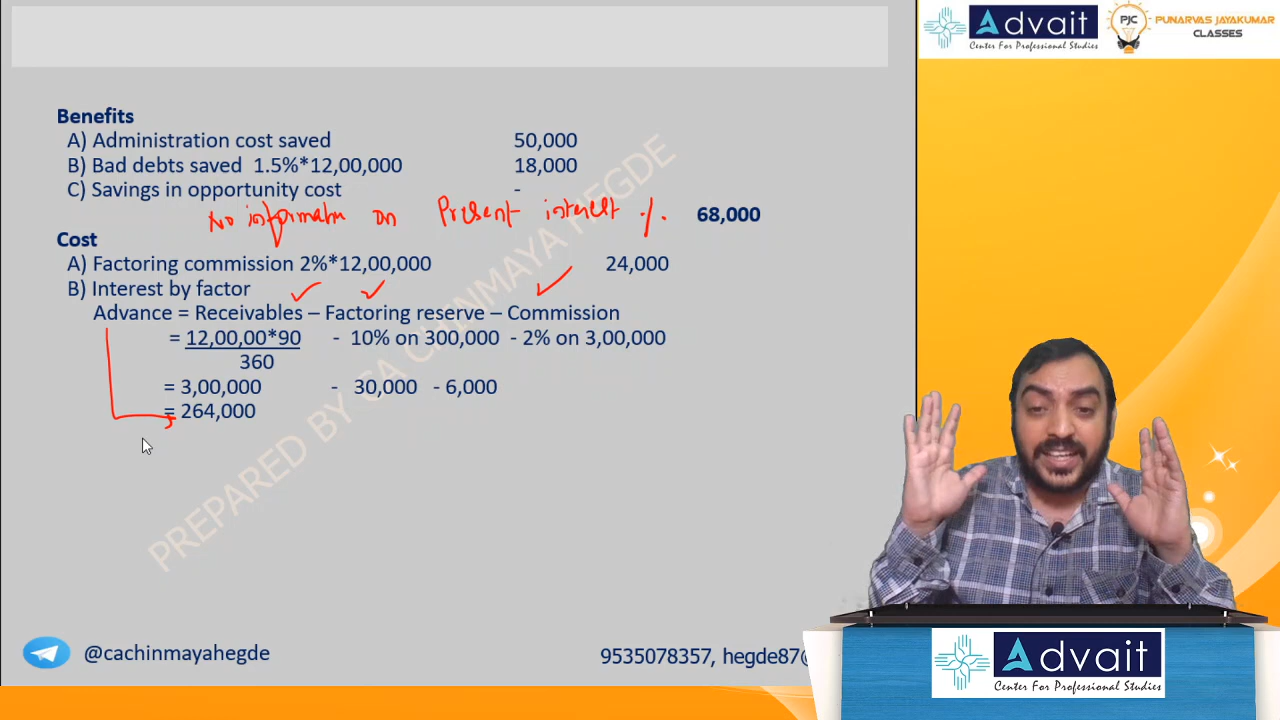 Advait
Center For Professional Studies
PJC
PUNARVAS JAYAKUMAR
CLASSES
Benefits
A) Administration cost saved 50,000
B) Bad debts saved 1.5%*12,00,000 18,000
C) Savings in opportunity cost -
No information on Present interest %. 68,000
Cost
A) Factoring commission 2%*12,00,000 24,000
B) Interest by factor
Advance = Receivables – Factoring reserve – Commission
= 12,00,00*90 - 10% on 300,000 - 2% on 3,00,000
360
= 3,00,000 - 30,000 - 6,000
= 264,000
PREPARED BY CA CHINMAYA HEGDE
@cachinmayahegde
9535078357, hegde87@
Advait
Center For Professional Studies